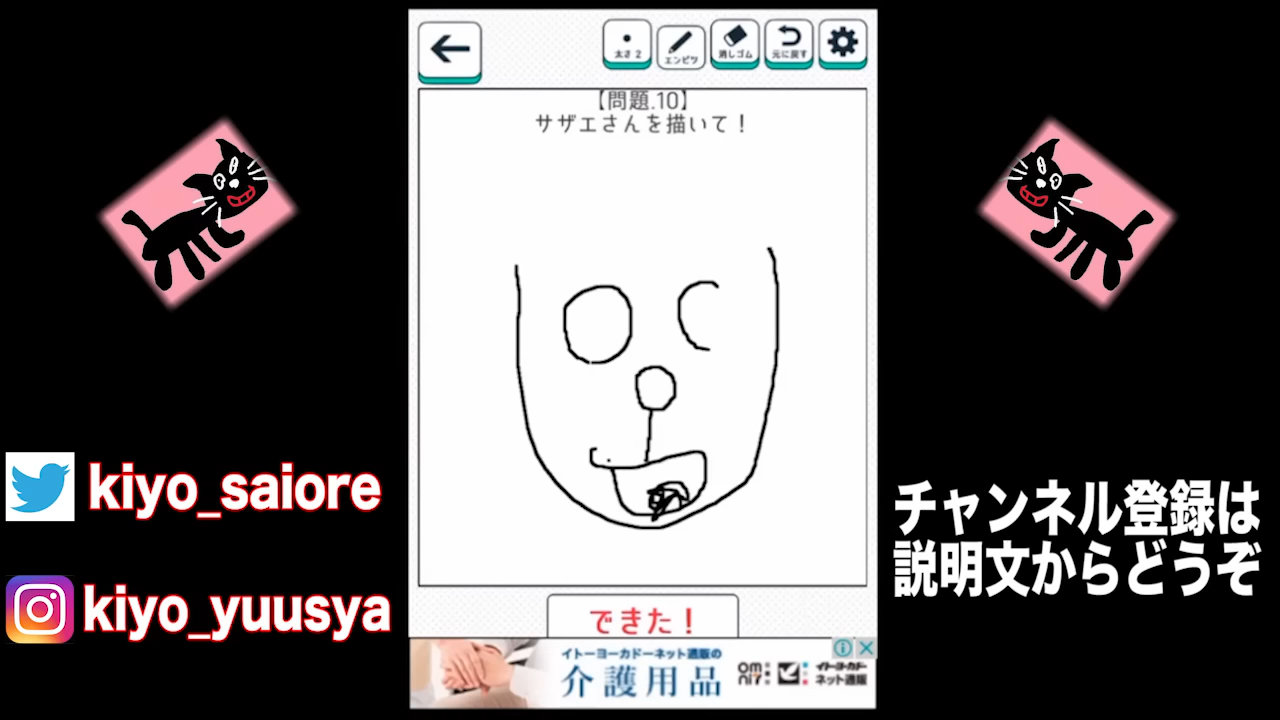 太さ 2
エンピツ
消しゴム
元に戻す
【問題.10】
サザエさんを描いて！
kiyo_saiore
kiyo_yuusya
チャンネル登録は
説明文からどうぞ
できた！
イトーヨーカドーネット通販の
介護用品
omni7
イトーヨーカドー
ネット通販